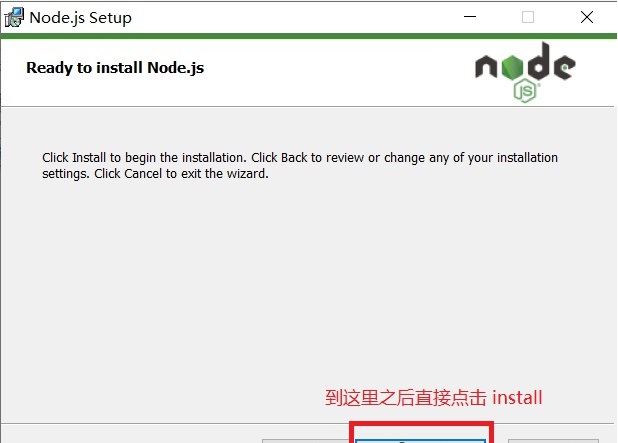 Node.js Setup
Ready to install Node.js
node
JS
Click Install to begin the installation. Click Back to review or change any of your installation
settings. Click Cancel to exit the wizard.
到这里之后直接点击 install